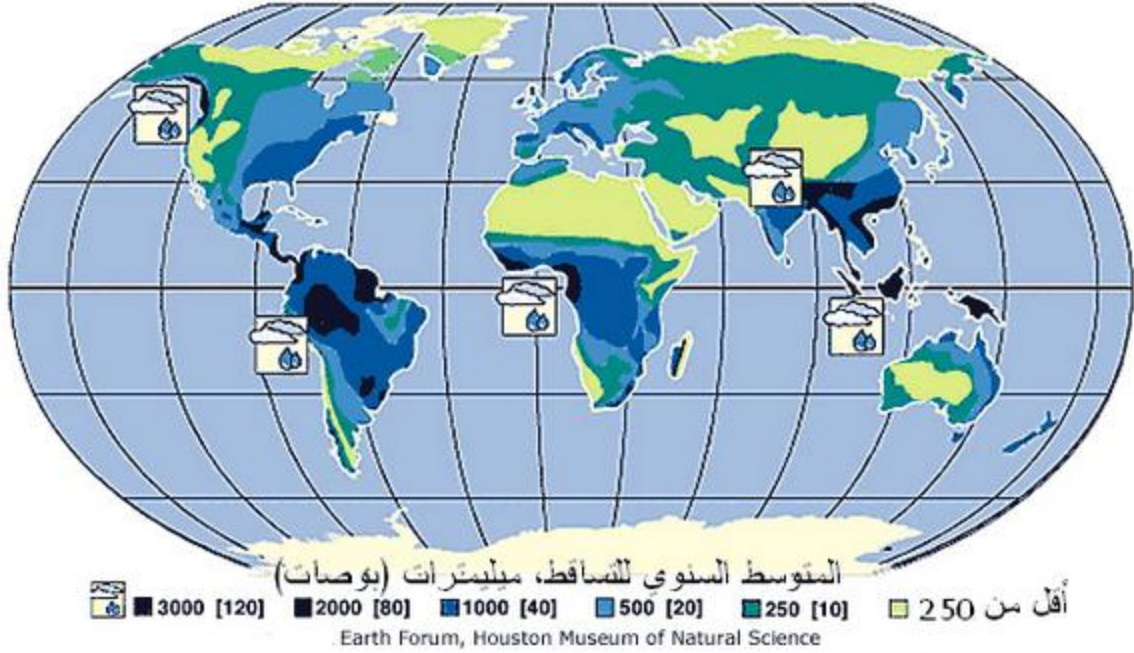 المتوسط السنوي للتساقط، ميليمترات (بوصات)
3000 [120] 2000 [80] 1000 [40] 500 [20] 250 [10] أقل من 250
Earth Forum, Houston Museum of Natural Science